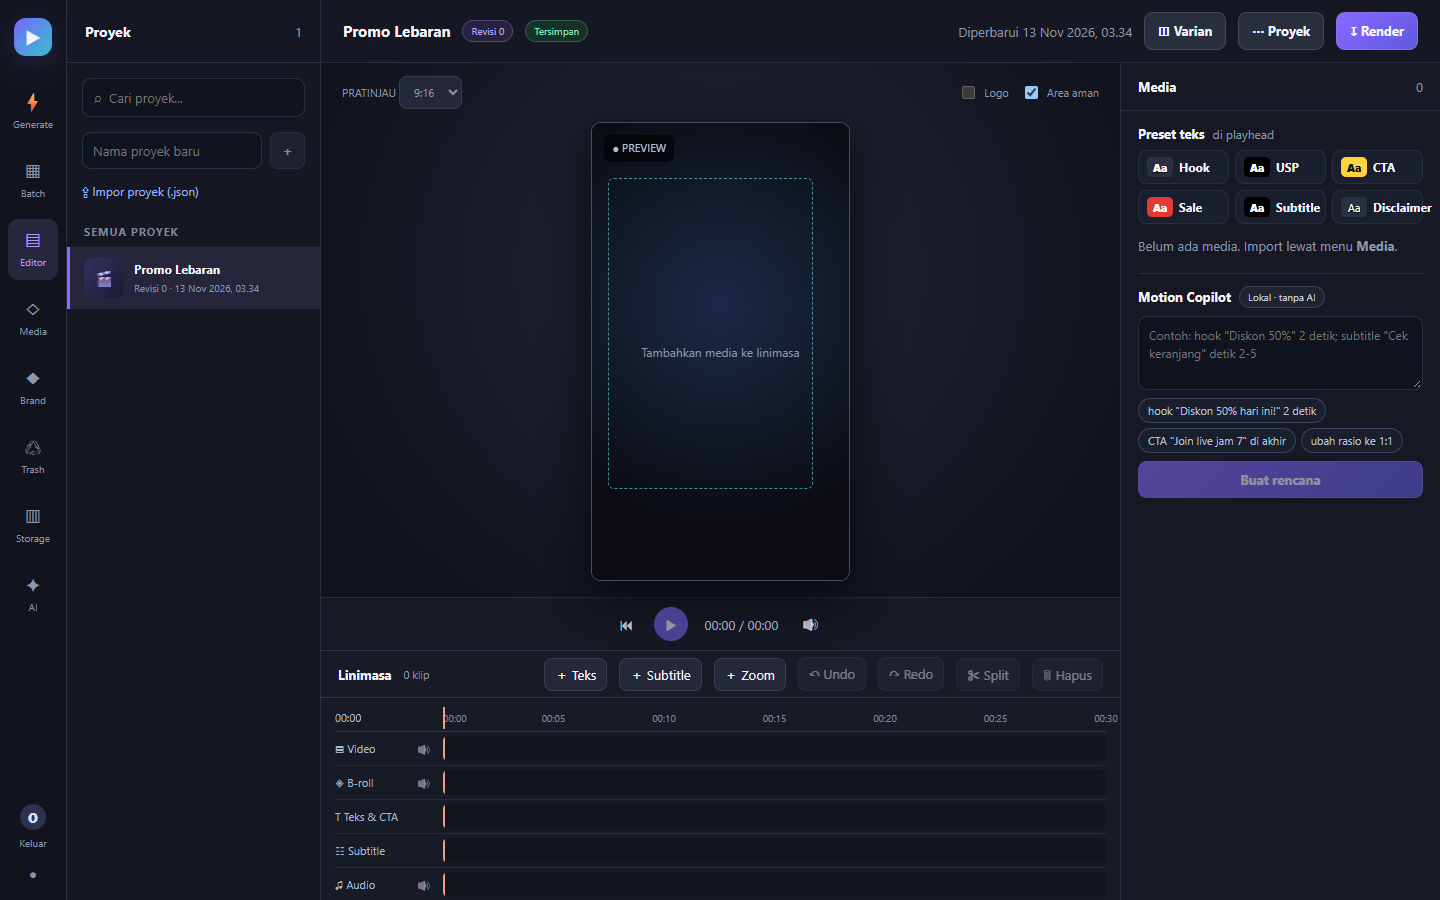 Generate
Batch
Editor
Media
Brand
Trash
Storage
AI
O
Keluar
Proyek 1
Cari proyek...
Nama proyek baru +
Impor proyek (.json)
SEMUA PROYEK
Promo Lebaran
Revisi 0 · 13 Nov 2026, 03.34
Promo Lebaran Revisi 0 Tersimpan
Diperbarui 13 Nov 2026, 03.34 Varian ··· Proyek Render
PRATINJAU 9:16 Logo Area aman
PREVIEW
Tambahkan media ke linimasa
00:00 / 00:00
Linimasa 0 klip + Teks + Subtitle + Zoom Undo Redo Split Hapus
00:00 00:00 00:05 00:10 00:15 00:20 00:25 00:30
Video
B-roll
T Teks & CTA
Subtitle
Audio
Media 0
Preset teks di playhead
Aa Hook Aa USP Aa CTA
Aa Sale Aa Subtitle Aa Disclaimer
Belum ada media. Import lewat menu Media.
Motion Copilot Lokal · tanpa AI
Contoh: hook "Diskon 50%" 2 detik; subtitle "Cek
keranjang" detik 2-5
hook "Diskon 50% hari ini!" 2 detik
CTA "Join live jam 7" di akhir ubah rasio ke 1:1
Buat rencana